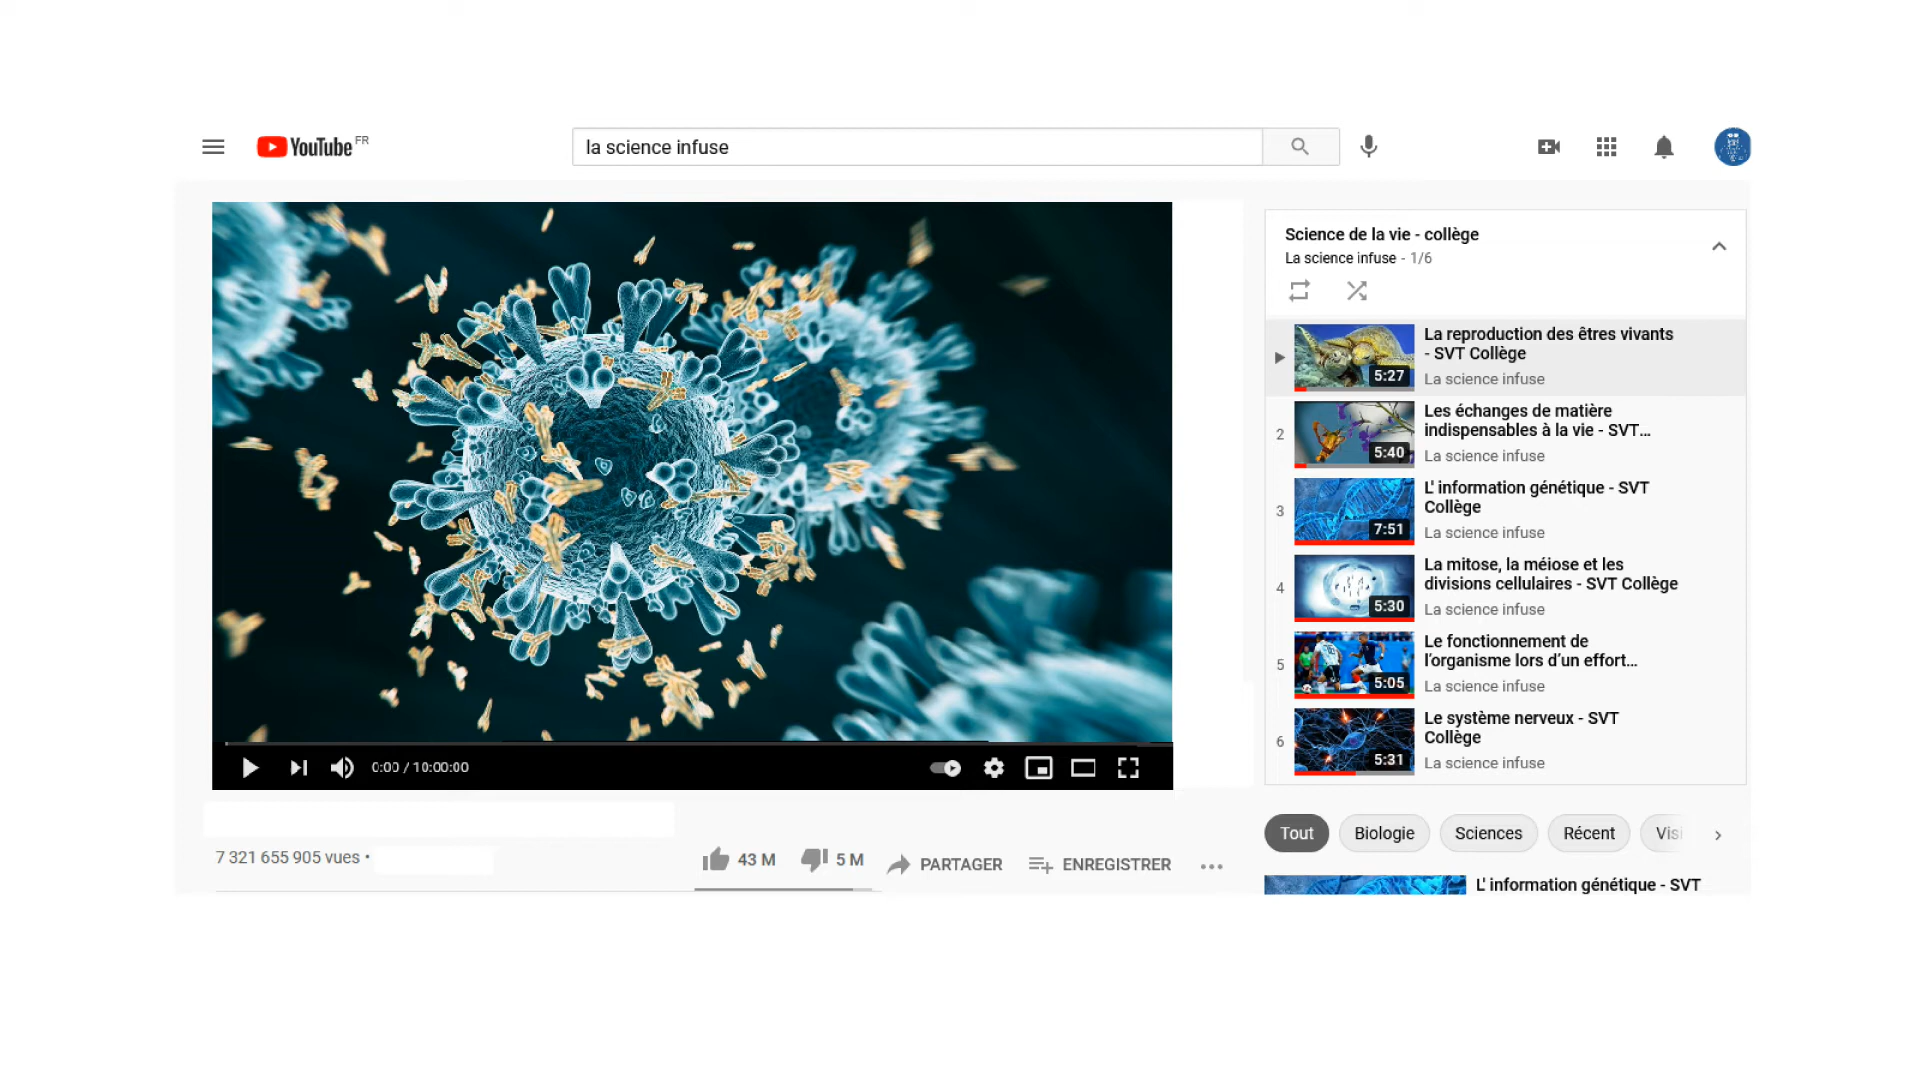 YouTube FR
la science infuse
Science de la vie - collège
La science infuse - 1/6
La reproduction des êtres vivants
- SVT Collège
5:27
La science infuse
2
Les échanges de matière
indispensables à la vie - SVT...
5:40
La science infuse
3
L' information génétique - SVT
Collège
7:51
La science infuse
4
La mitose, la méiose et les
divisions cellulaires - SVT Collège
5:30
La science infuse
5
Le fonctionnement de
l'organisme lors d'un effort...
5:05
La science infuse
6
Le système nerveux - SVT
Collège
5:31
La science infuse
0:00 / 10:00:00
7 321 655 905 vues •
43 M 5 M PARTAGER ENREGISTRER
Tout Biologie Sciences Récent Visi
L' information génétique - SVT